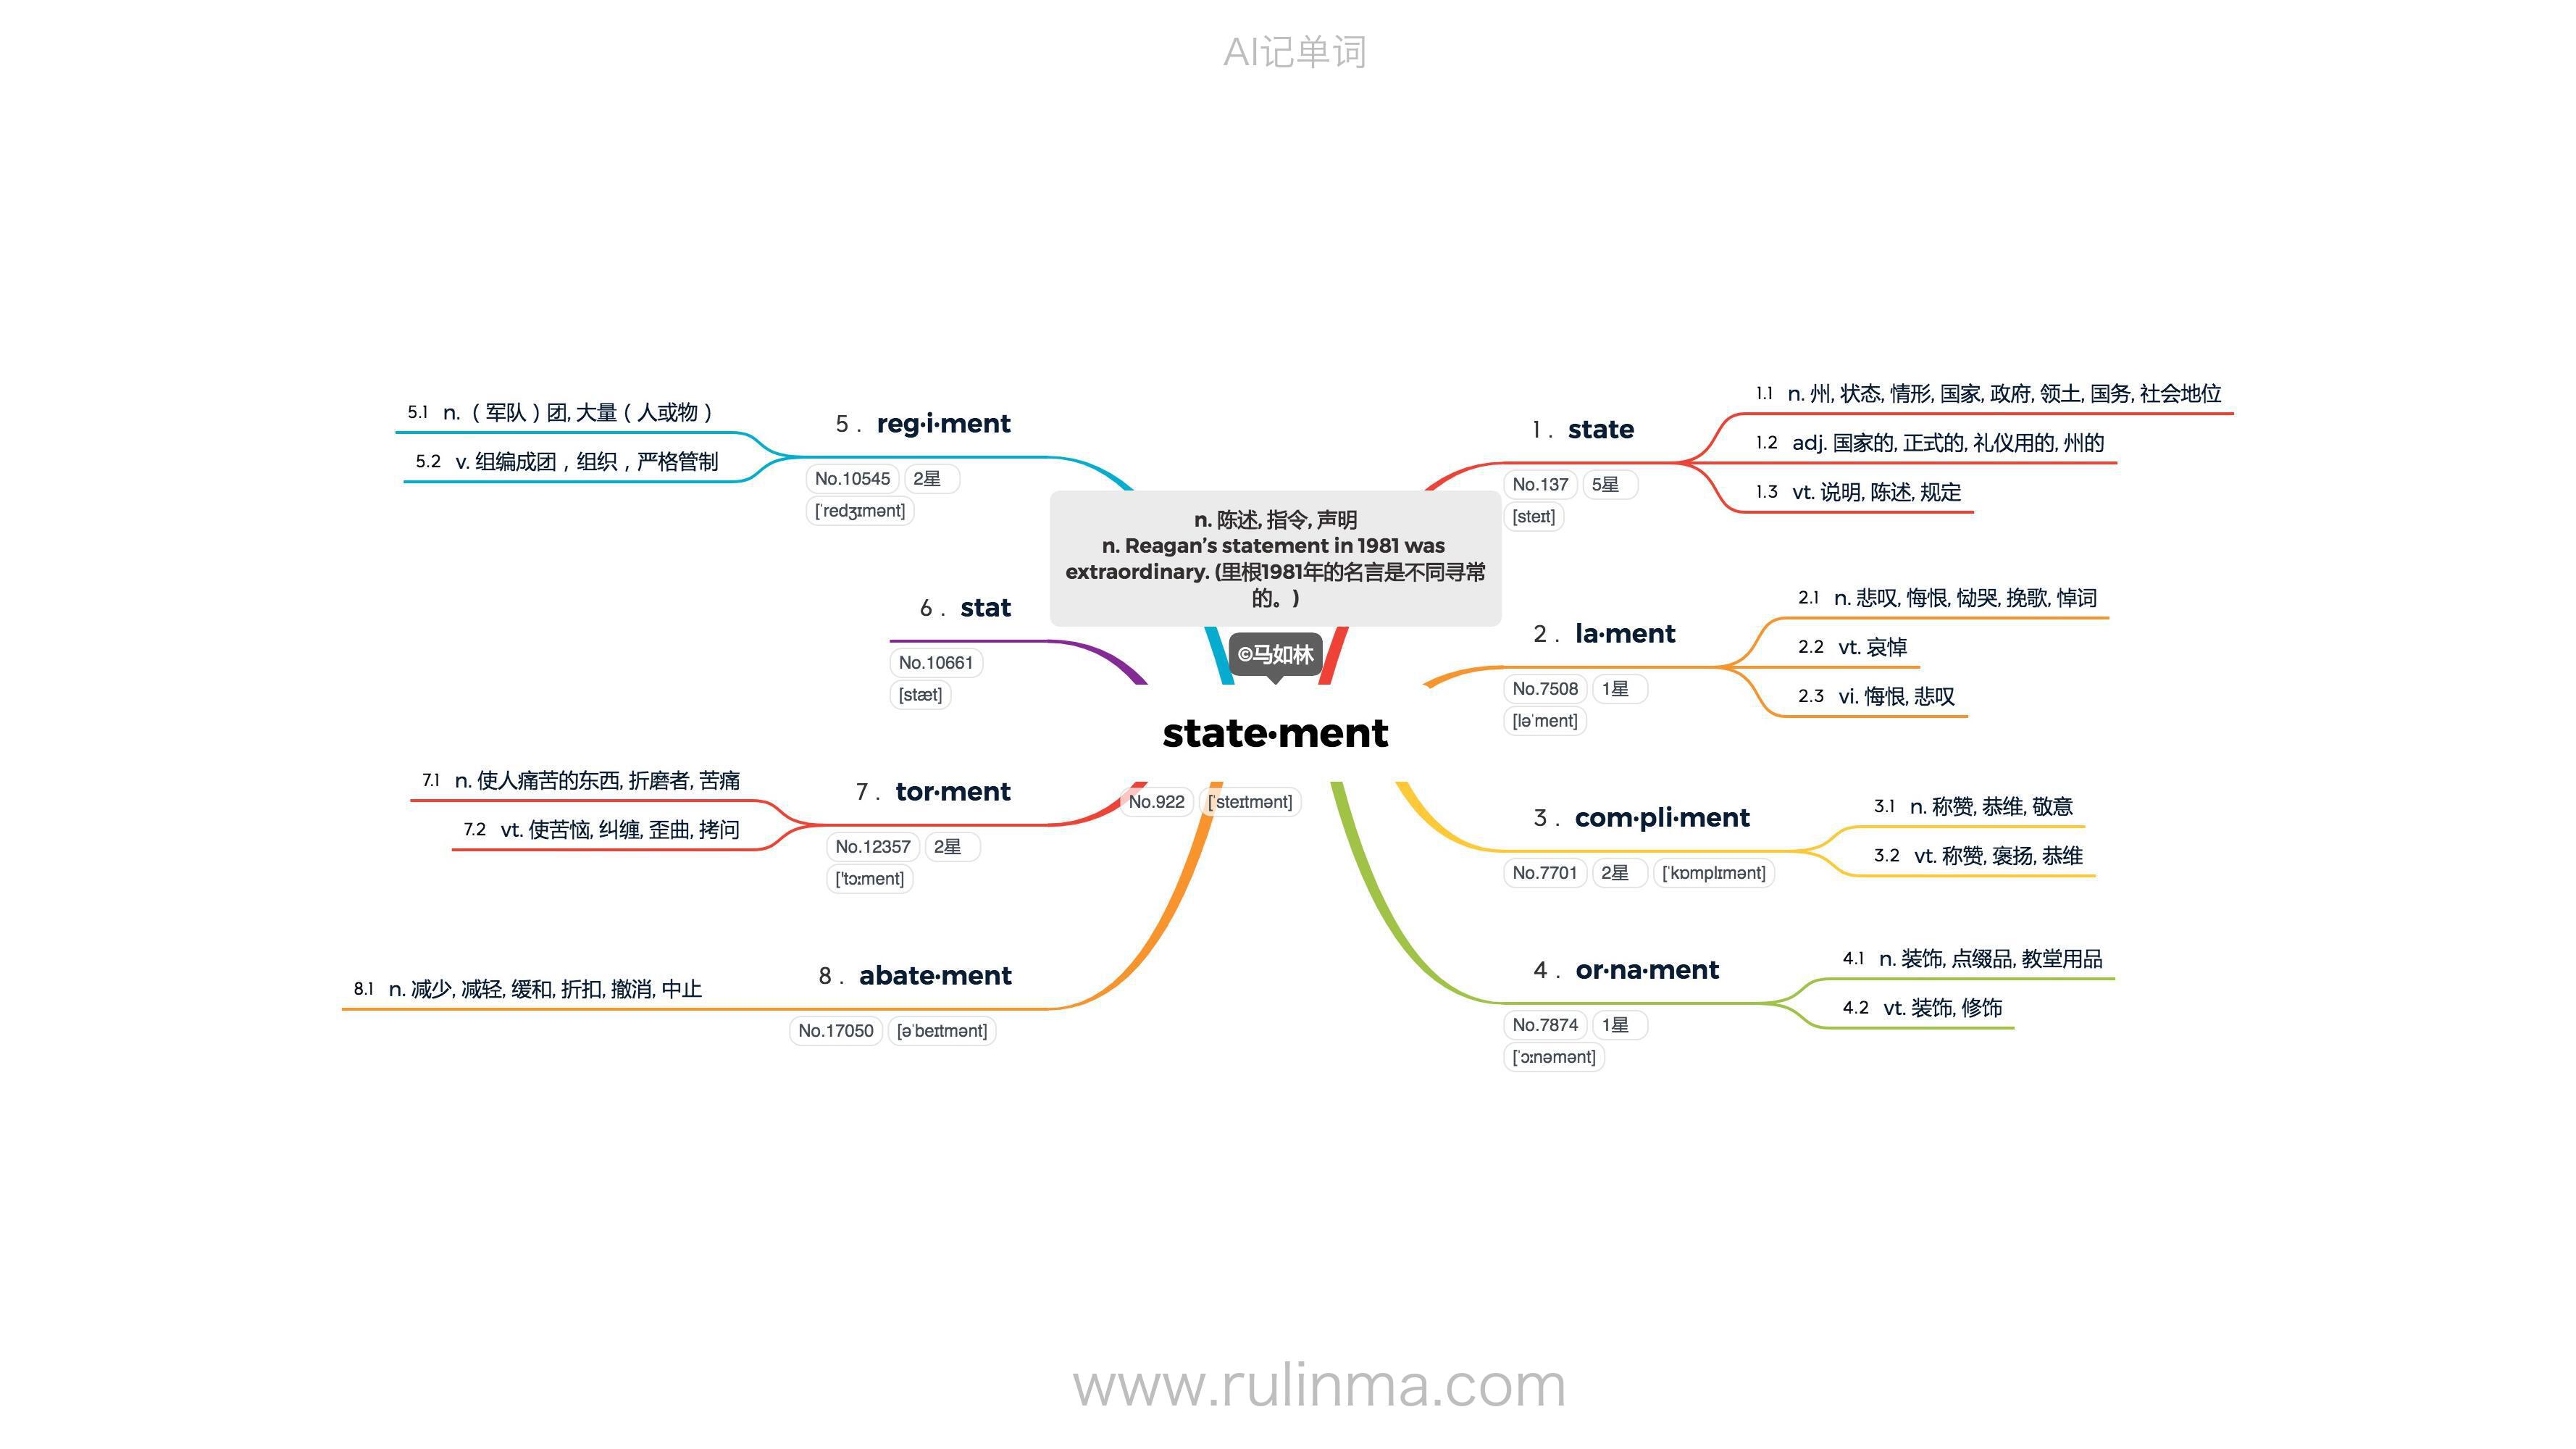 AI记单词
n. 陈述, 指令, 声明
n. Reagan’s statement in 1981 was
extraordinary. (里根1981年的名言是不同寻常
的。)
©马如林
state·ment
No.922 [ˈsteɪtmənt]
1. state
No.137 5星
[steɪt]
1.1 n. 州, 状态, 情形, 国家, 政府, 领土, 国务, 社会地位
1.2 adj. 国家的, 正式的, 礼仪用的, 州的
1.3 vt. 说明, 陈述, 规定
2. la·ment
No.7508 1星
[ləˈment]
2.1 n. 悲叹, 悔恨, 恸哭, 挽歌, 悼词
2.2 vt. 哀悼
2.3 vi. 悔恨, 悲叹
3. com·pli·ment
No.7701 2星 [ˈkɒmplɪmənt]
3.1 n. 称赞, 恭维, 敬意
3.2 vt. 称赞, 褒扬, 恭维
4. or·na·ment
No.7874 1星
[ˈɔːnəmənt]
4.1 n. 装饰, 点缀品, 教堂用品
4.2 vt. 装饰, 修饰
5. reg·i·ment
No.10545 2星
[ˈredʒɪmənt]
5.1 n.（军队）团, 大量（人或物）
5.2 v. 组编成团，组织，严格管制
6. stat
No.10661
[stæt]
7. tor·ment
No.12357 2星
['tɔːment]
7.1 n. 使人痛苦的东西, 折磨者, 苦痛
7.2 vt. 使苦恼, 纠缠, 歪曲, 拷问
8. abate·ment
No.17050 [əˈbeɪtmənt]
8.1 n. 减少, 减轻, 缓和, 折扣, 撤消, 中止
www.rulinma.com